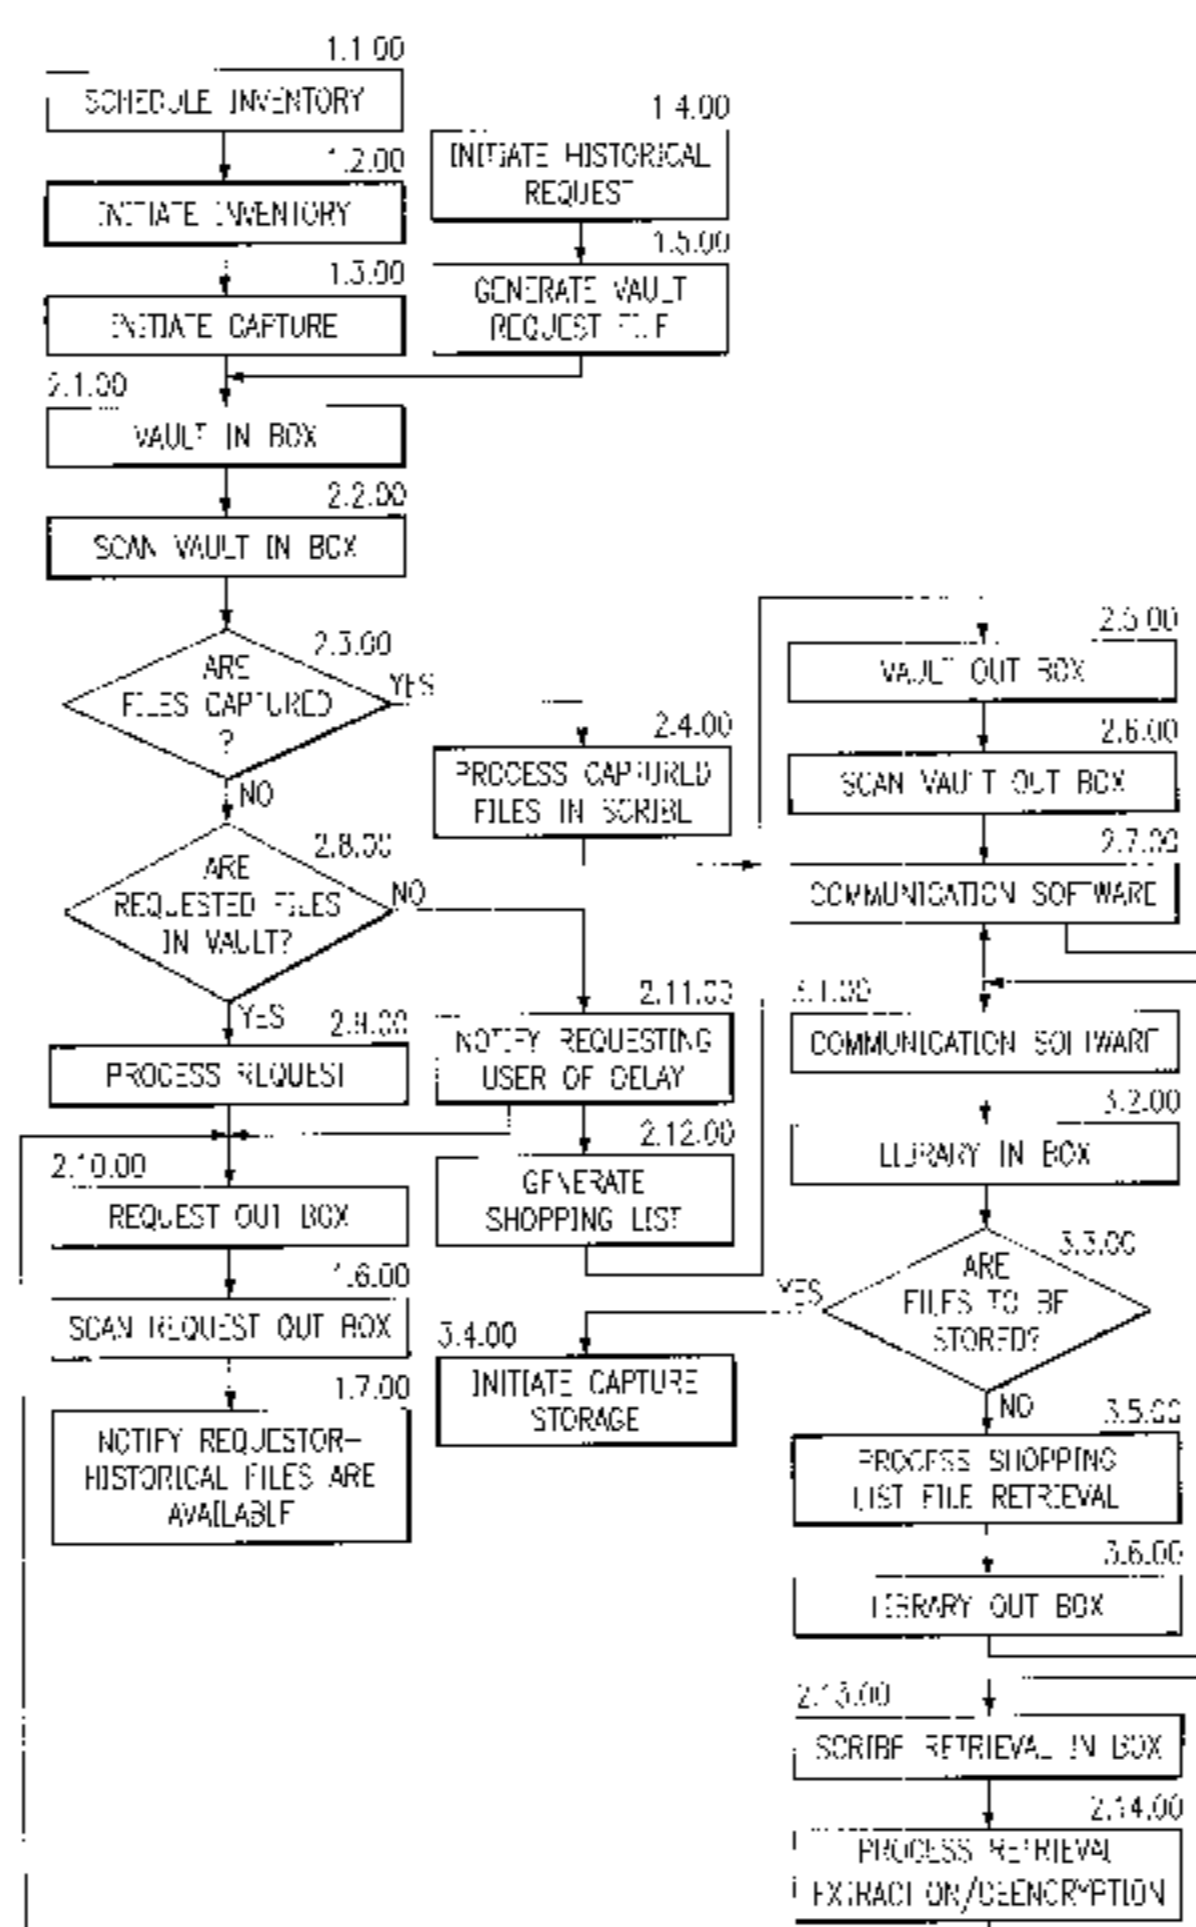 1.1.00
SCHEDULE INVENTORY
1.2.00
INITIATE INVENTORY
1.3.00
INITIATE CAPTURE
1.4.00
INITIATE HISTORICAL
REQUEST
1.5.00
GENERATE VAULT
REQUEST FILE
2.1.00
VAULT IN BOX
2.2.00
SCAN VAULT IN BOX
2.3.00
ARE
FILES CAPTURED
?
YES
NO
2.4.00
PROCESS CAPTURED
FILES IN SCRIBE
2.8.00
ARE
REQUESTED FILES
IN VAULT?
NO
YES
2.9.00
PROCESS REQUEST
2.11.00
NOTIFY REQUESTING
USER OF DELAY
2.12.00
GENERATE
SHOPPING LIST
2.10.00
REQUEST OUT BOX
1.6.00
SCAN REQUEST OUT BOX
1.7.00
NOTIFY REQUESTOR-
HISTORICAL FILES ARE
AVAILABLE
2.5.00
VAULT OUT BOX
2.6.00
SCAN VAULT OUT BOX
2.7.00
COMMUNICATION SOFTWARE
3.1.00
COMMUNICATION SOFTWARE
3.2.00
LIBRARY IN BOX
3.3.00
ARE
FILES TO BE
STORED?
YES
NO
3.4.00
INITIATE CAPTURE
STORAGE
3.5.00
PROCESS SHOPPING
LIST FILE RETRIEVAL
3.6.00
LIBRARY OUT BOX
2.13.00
SCRIBE RETRIEVAL IN BOX
2.14.00
PROCESS RETRIEVAL
EXTRACTION/DEENCRYPTION